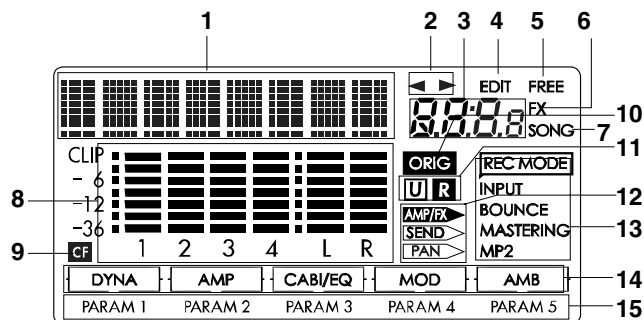 1 2 3 4 5 6
EDIT FREE
FX
10
SONG 7
CLIP
ORIG
REC MODE
11
- 6
U R
INPUT
8
-12
AMP/FX
BOUNCE
12
-36
SEND
MASTERING
13
9
CF
1 2 3 4 L R
PAN
MP2
DYNA AMP CABI/EQ MOD AMB 14
PARAM 1 PARAM 2 PARAM 3 PARAM 4 PARAM 5 15